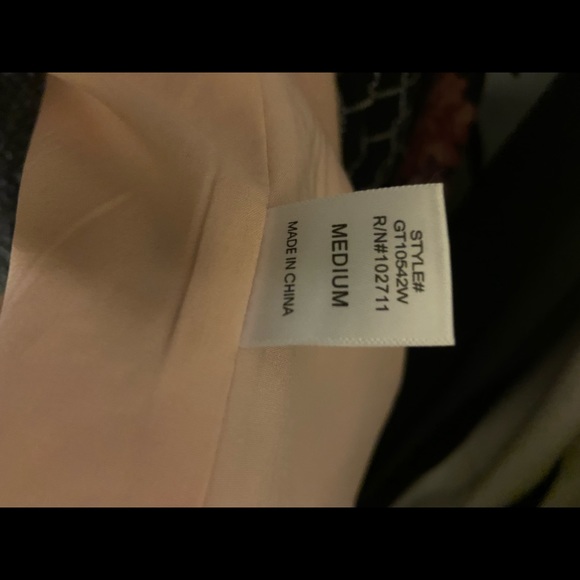 STYLE#
GT10542W
R/N#102711
MEDIUM
MADE IN CHINA